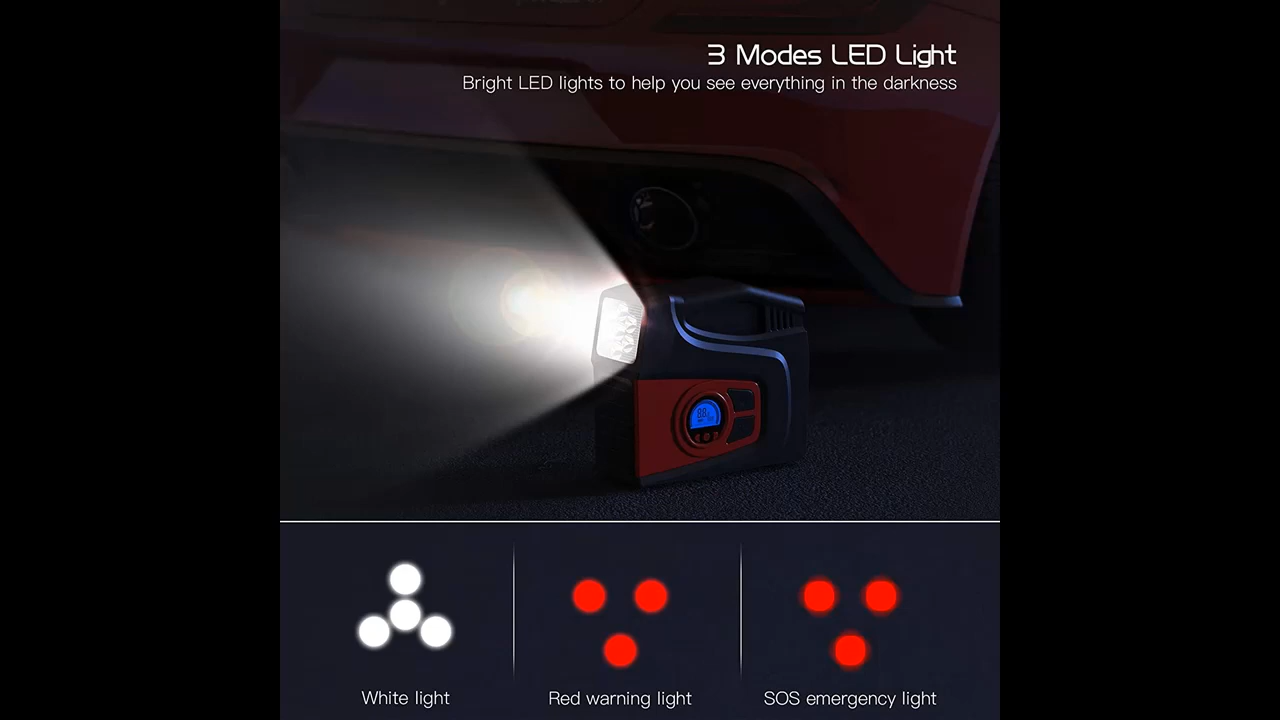 3 Modes LED Light
Bright LED lights to help you see everything in the darkness
White light
Red warning light
SOS emergency light